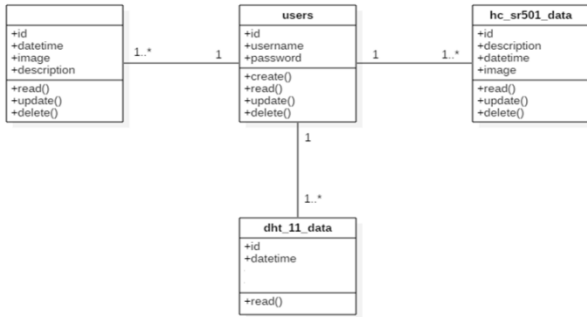 +id
+datetime
+image
+description
+read()
+update()
+delete()
1..*
1
users
+id
+username
+password
+create()
+read()
+update()
+delete()
1
1..*
hc_sr501_data
+id
+description
+datetime
+image
+read()
+update()
+delete()
1
1..*
dht_11_data
+id
+datetime
+read()